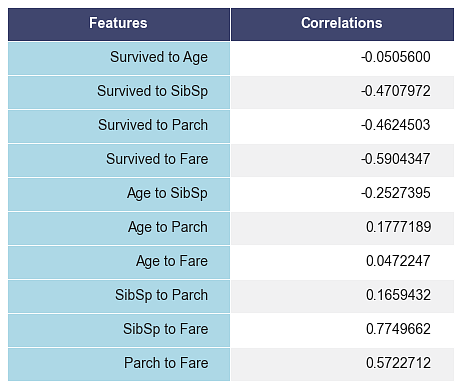 Features Correlations
Survived to Age -0.0505600
Survived to SibSp -0.4707972
Survived to Parch -0.4624503
Survived to Fare -0.5904347
Age to SibSp -0.2527395
Age to Parch 0.1777189
Age to Fare 0.0472247
SibSp to Parch 0.1659432
SibSp to Fare 0.7749662
Parch to Fare 0.5722712